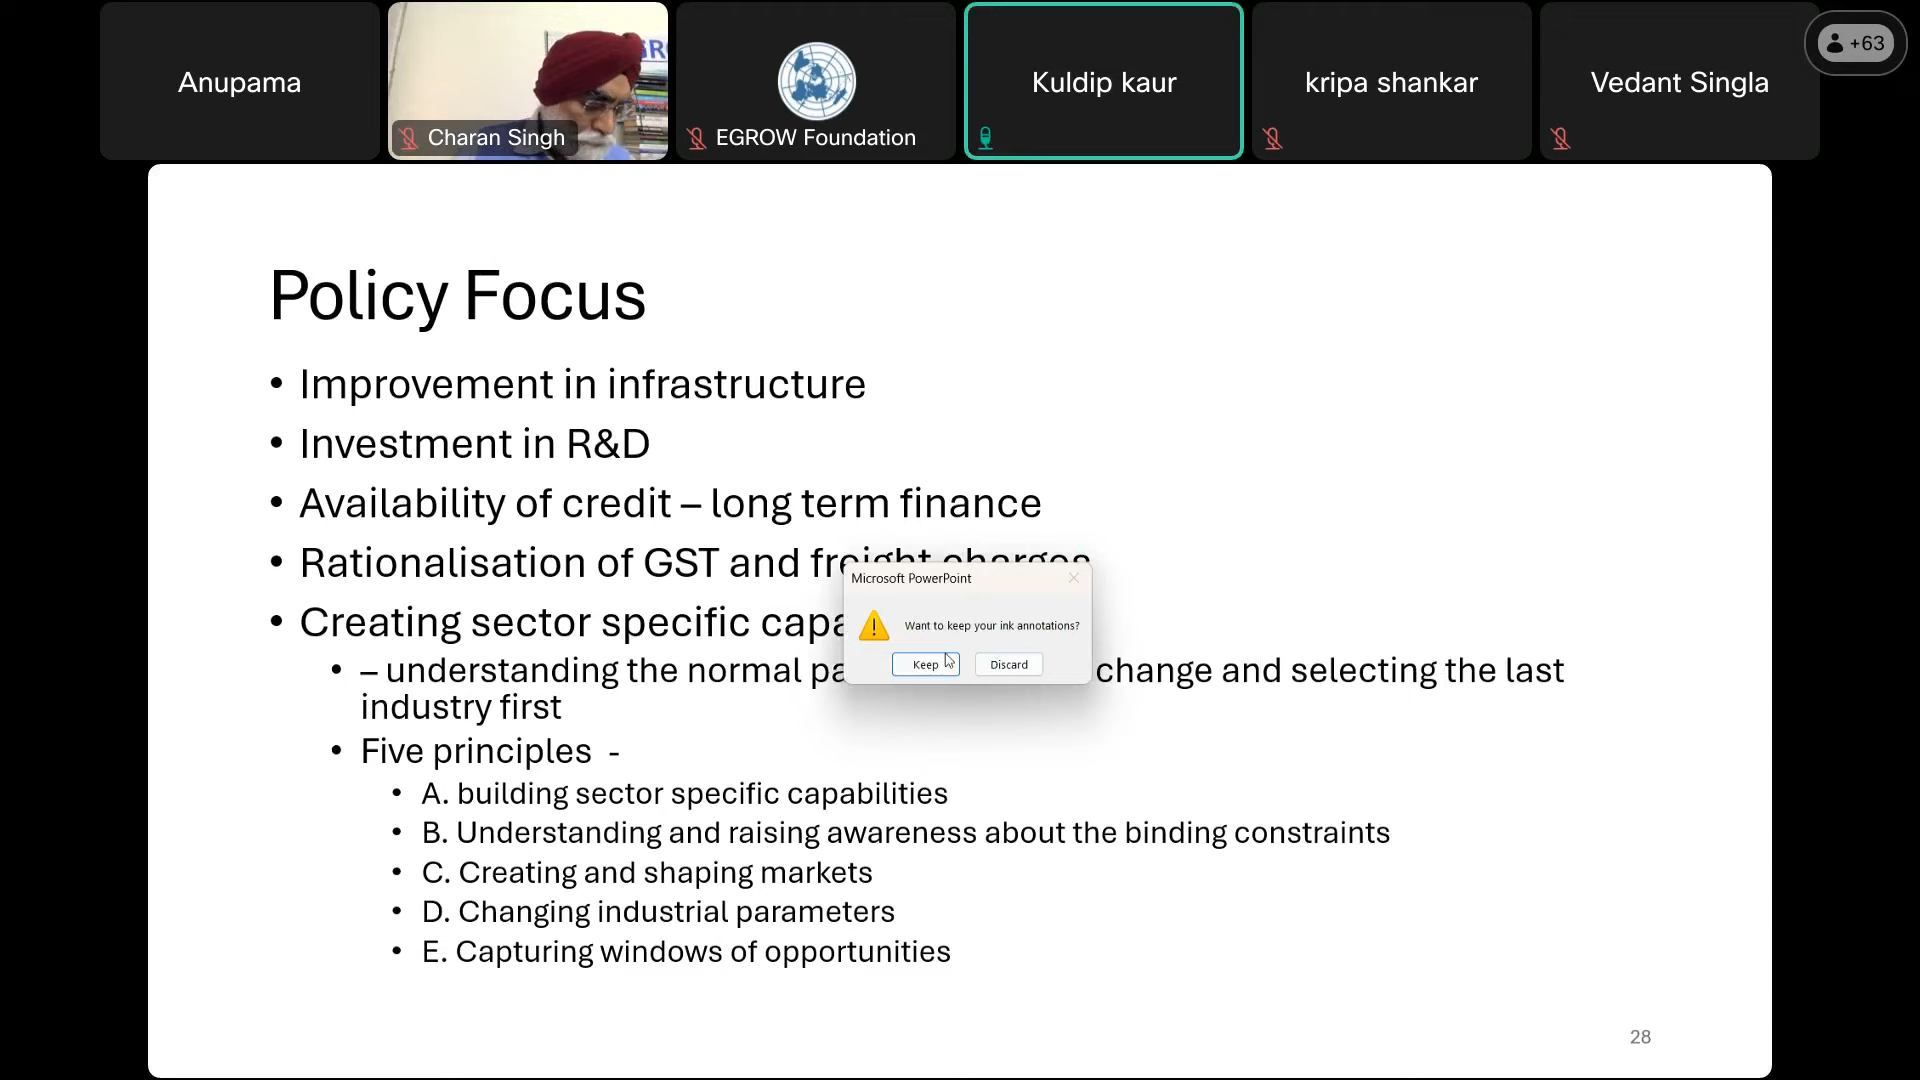 Anupama
Charan Singh
EGROW Foundation
Kuldip kaur
kripa shankar
Vedant Singla
+63
Policy Focus
• Improvement in infrastructure
• Investment in R&D
• Availability of credit – long term finance
• Rationalisation of GST and freight charges
Microsoft PowerPoint
• Creating sector specific
Want to keep your ink annotations?
Keep
Discard
• – understanding the normal change and selecting the last
industry first
• Five principles -
• A. building sector specific capabilities
• B. Understanding and raising awareness about the binding constraints
• C. Creating and shaping markets
• D. Changing industrial parameters
• E. Capturing windows of opportunities
28